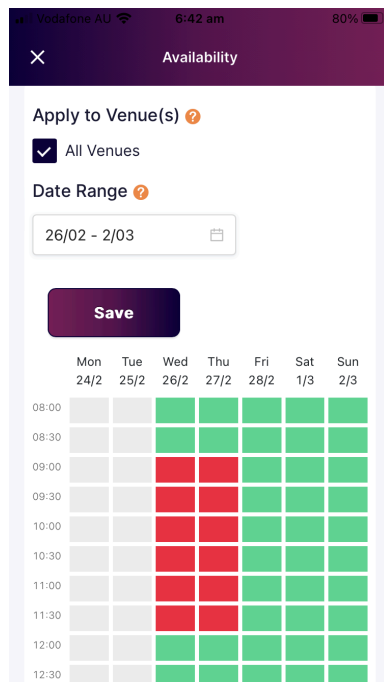 Vodafone AU 6:42 am 80%
Availability
Apply to Venue(s) ?
All Venues
Date Range ?
26/02 - 2/03
Save
Mon Tue Wed Thu Fri Sat Sun
24/2 25/2 26/2 27/2 28/2 1/3 2/3
08:00
08:30
09:00
09:30
10:00
10:30
11:00
11:30
12:00
12:30